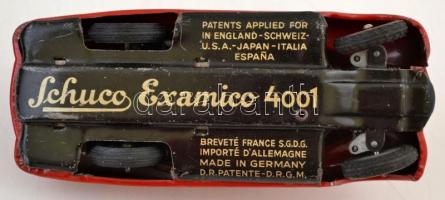 PATENTS APPLIED FOR
IN ENGLAND-SCHWEIZ-
U.S.A.-JAPAN-ITALIA
ESPAÑA
Schuco Examico 4001
BREVETÉ FRANCE S.G.D.G.
IMPORTÉ D'ALLEMAGNE
MADE IN GERMANY
D.R.PATENTE-D.R.G.M.